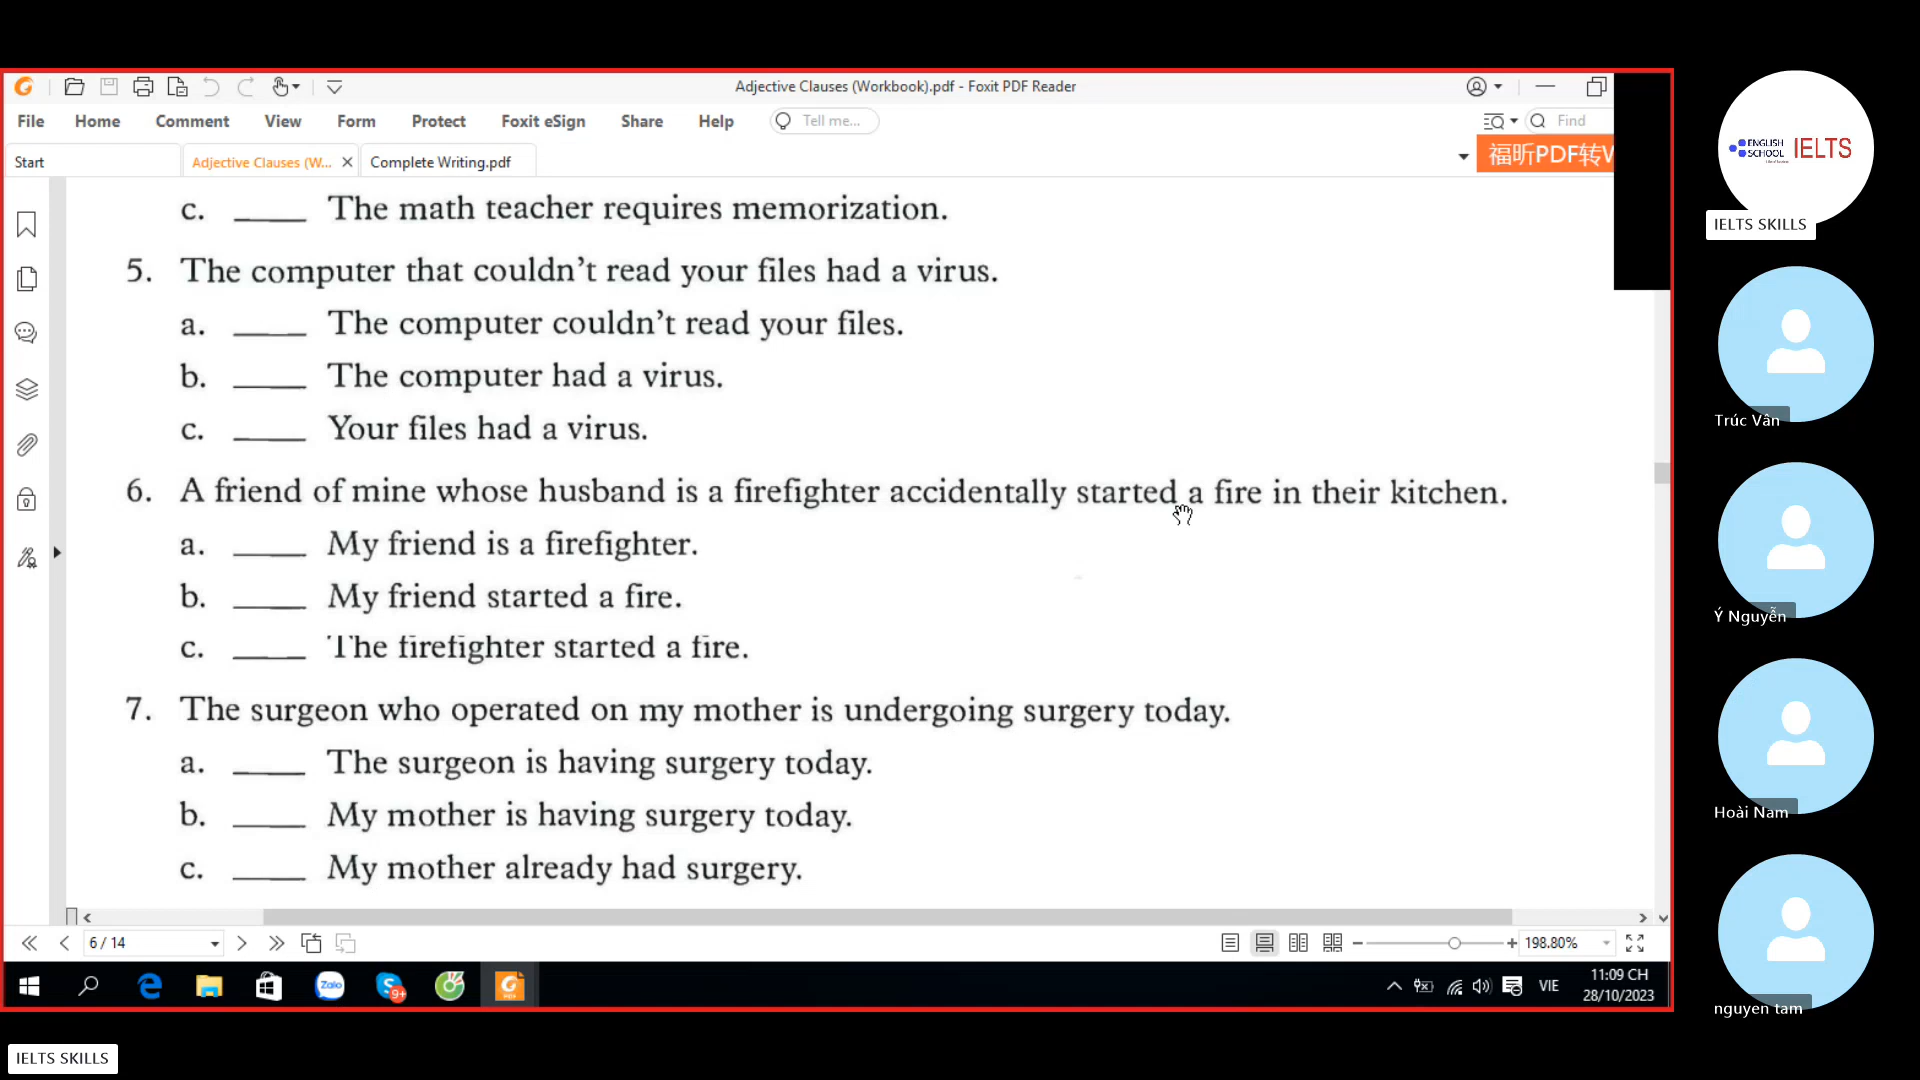 Adjective Clauses (Workbook).pdf - Foxit PDF Reader
File Home Comment View Form Protect Foxit eSign Share Help Tell me... Find
Start Adjective Clauses (W... Complete Writing.pdf 福昕PDF转W
c. ____ The math teacher requires memorization.
5. The computer that couldn't read your files had a virus.
a. ____ The computer couldn't read your files.
b. ____ The computer had a virus.
c. ____ Your files had a virus.
6. A friend of mine whose husband is a firefighter accidentally started a fire in their kitchen.
a. ____ My friend is a firefighter.
b. ____ My friend started a fire.
c. ____ The firefighter started a fire.
7. The surgeon who operated on my mother is undergoing surgery today.
a. ____ The surgeon is having surgery today.
b. ____ My mother is having surgery today.
c. ____ My mother already had surgery.
6 / 14 198.80%
Zalo 9+ VIE 11:09 CH
28/10/2023
ENGLISH
SCHOOL IELTS
IELTS SKILLS
Trúc Vân
Ý Nguyễn
Hoài Nam
nguyen tam
IELTS SKILLS